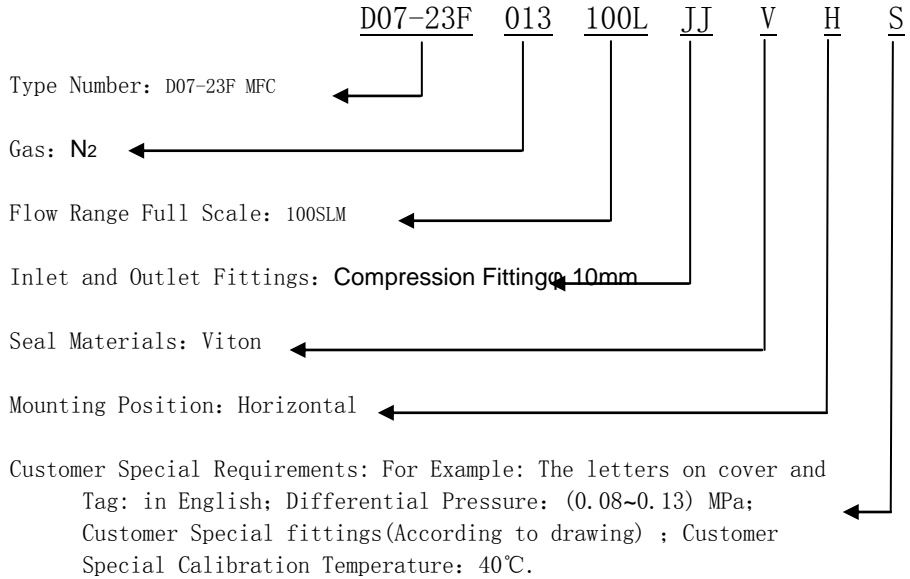 D07-23F 013 100L JJ V H S
Type Number：D07-23F MFC
Gas：N2
Flow Range Full Scale：100SLM
Inlet and Outlet Fittings：Compression Fittingφ 10mm
Seal Materials：Viton
Mounting Position：Horizontal
Customer Special Requirements: For Example: The letters on cover and
Tag: in English；Differential Pressure：(0.08~0.13) MPa；
Customer Special fittings(According to drawing) ；Customer
Special Calibration Temperature：40℃.